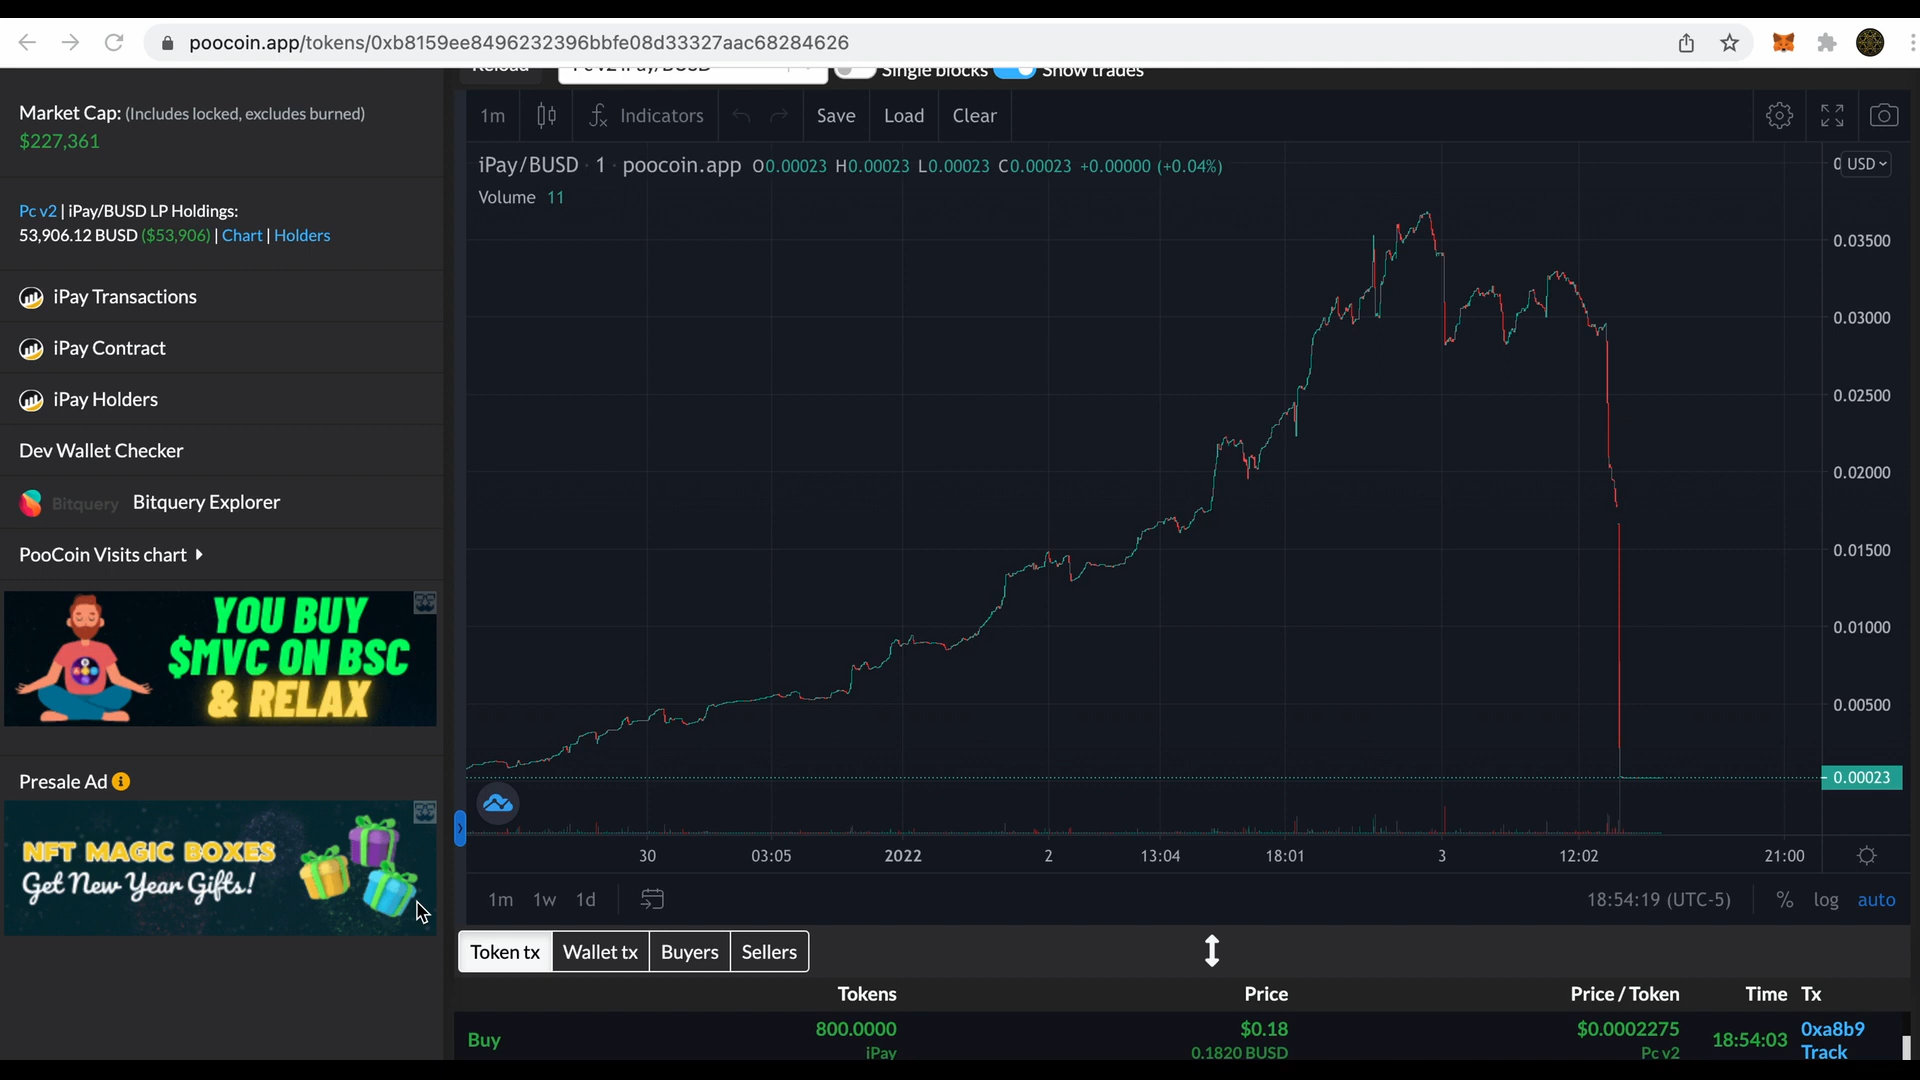 poocoin.app/tokens/0xb8159ee8496232396bbfe08d33327aac68284626
Reload
Single blocks
Show trades
Market Cap: (Includes locked, excludes burned)
$227,361
Pc v2 | iPay/BUSD LP Holdings:
53,906.12 BUSD ($53,906) | Chart | Holders
iPay Transactions
iPay Contract
iPay Holders
Dev Wallet Checker
Bitquery Bitquery Explorer
PooCoin Visits chart
YOU BUY
$MVC ON BSC
& RELAX
Presale Ad
NFT MAGIC BOXES
Get New Year Gifts!
1m
Indicators
Save
Load
Clear
iPay/BUSD · 1 · poocoin.app O0.00023 H0.00023 L0.00023 C0.00023 +0.00000 (+0.04%)
Volume 11
USD
0.03500
0.03000
0.02500
0.02000
0.01500
0.01000
0.00500
0.00023
30 03:05 2022 2 13:04 18:01 3 12:02 21:00
1m 1w 1d
18:54:19 (UTC-5) % log auto
Token tx Wallet tx Buyers Sellers
Tokens Price Price / Token Time Tx
Buy 800.0000 $0.18 $0.0002275 18:54:03 0xa8b9
iPay 0.1820 BUSD Pc v2 Track